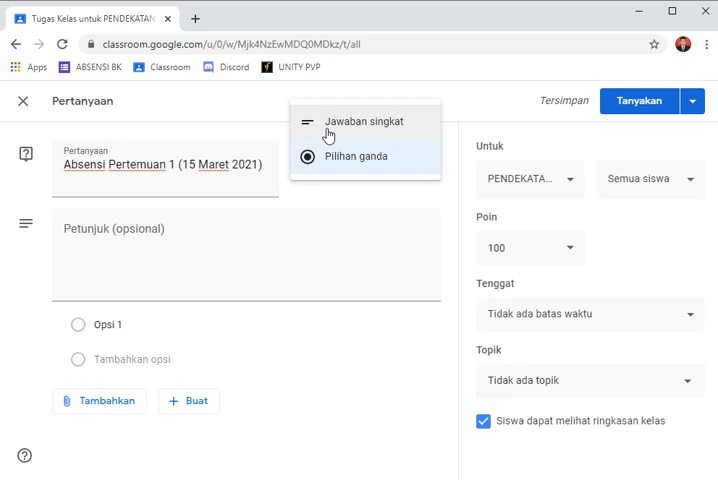 Tugas Kelas untuk PENDEKATAN
classroom.google.com/u/0/w/Mjk4NzEwMDQ0MDkz/t/all
Apps ABSENSI BK Classroom Discord UNITY PVP
Pertanyaan
Tersimpan
Tanyakan
Jawaban singkat
Pilihan ganda
Pertanyaan
Absensi Pertemuan 1 (15 Maret 2021)
Petunjuk (opsional)
Opsi 1
Tambahkan opsi
Tambahkan
Buat
Untuk
PENDEKATA...
Semua siswa
Poin
100
Tenggat
Tidak ada batas waktu
Topik
Tidak ada topik
Siswa dapat melihat ringkasan kelas